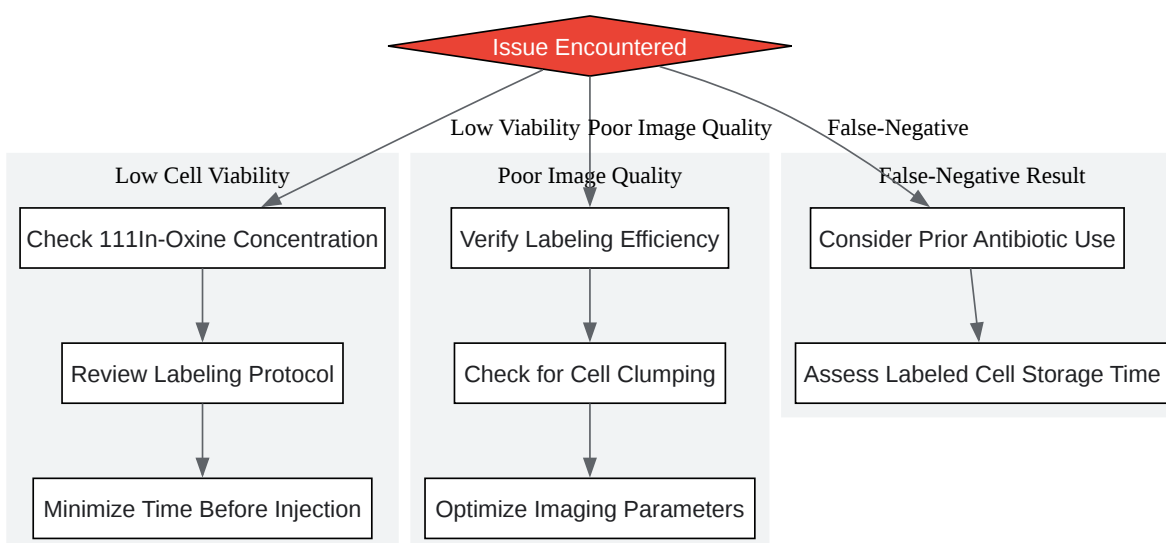 Issue Encountered
Low Viability
Poor Image Quality
False-Negative
Low Cell Viability
Poor Image Quality
False-Negative Result
Check 111In-Oxine Concentration
Verify Labeling Efficiency
Consider Prior Antibiotic Use
Review Labeling Protocol
Check for Cell Clumping
Assess Labeled Cell Storage Time
Minimize Time Before Injection
Optimize Imaging Parameters